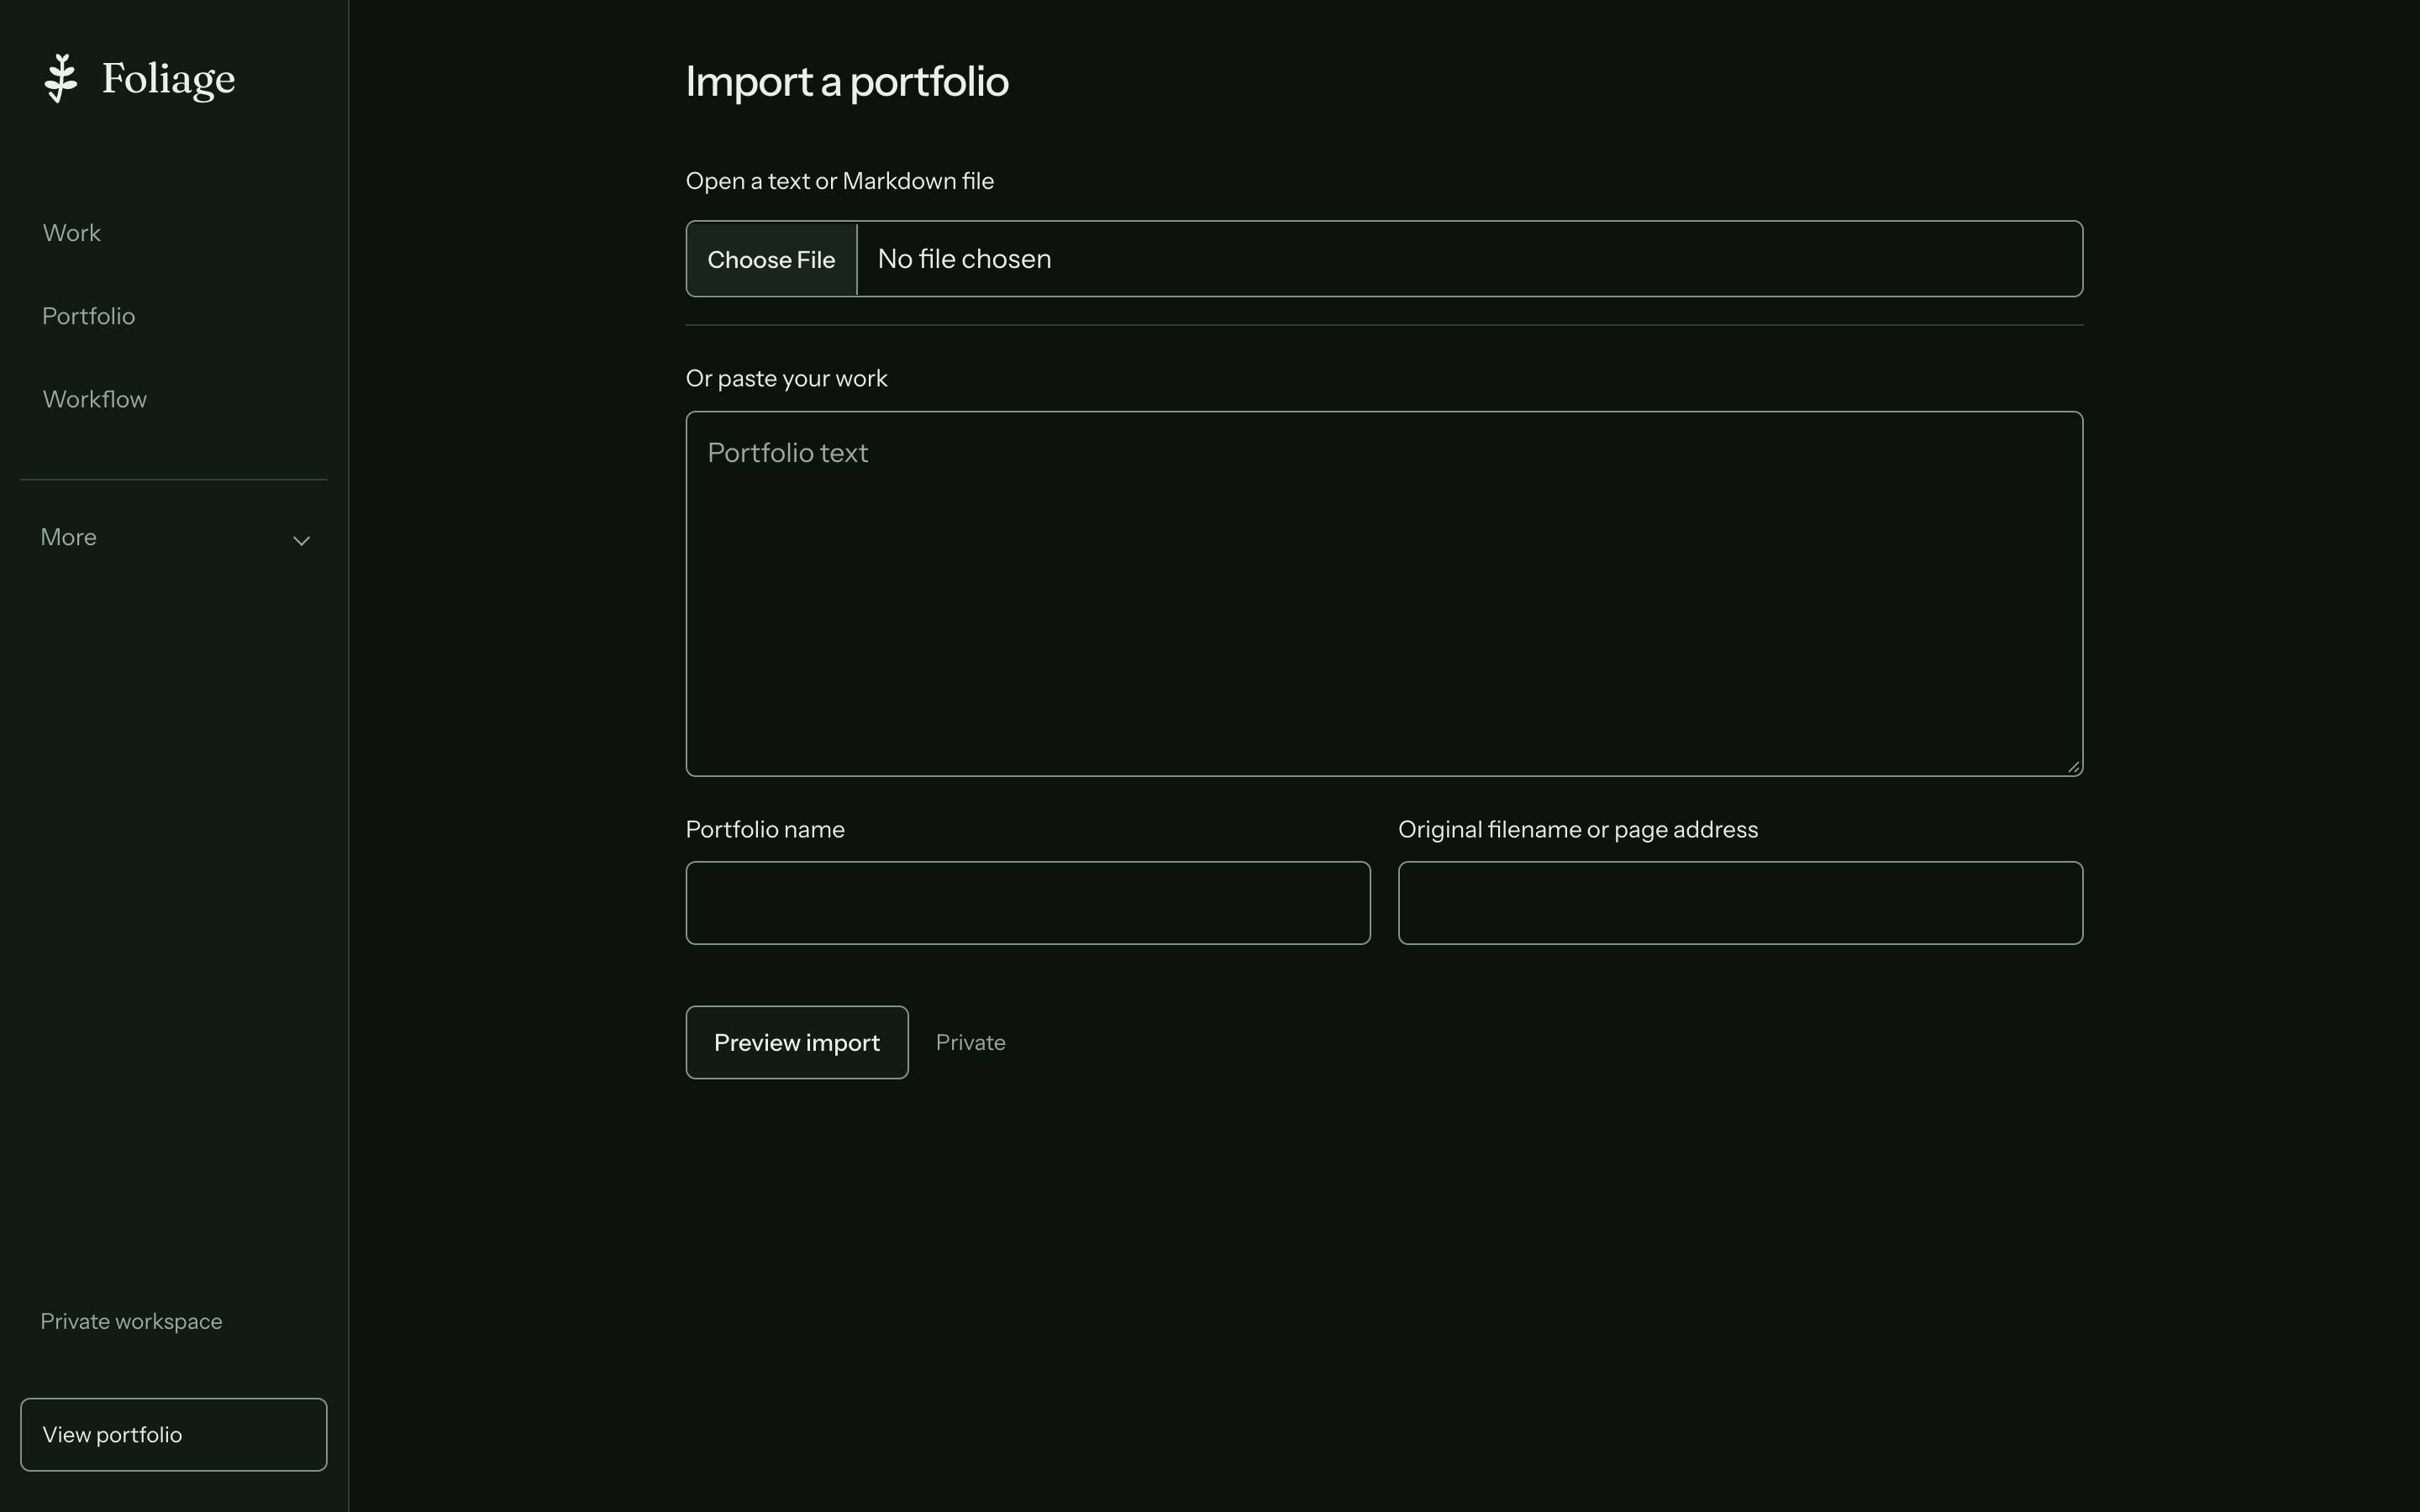 Foliage
Work
Portfolio
Workflow
More
Private workspace
View portfolio
Import a portfolio
Open a text or Markdown file
Choose File No file chosen
Or paste your work
Portfolio text
Portfolio name
Original filename or page address
Preview import Private